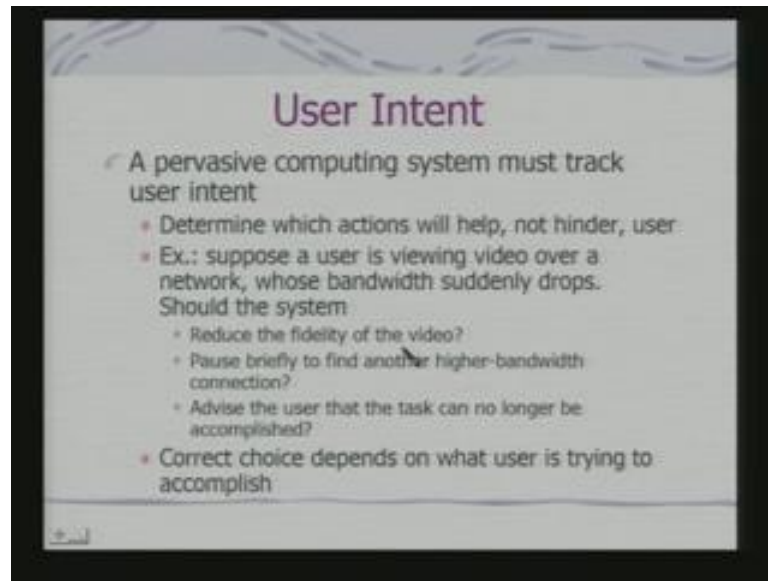 User Intent
A pervasive computing system must track
user intent
Determine which actions will help, not hinder, user
Ex.: suppose a user is viewing video over a
network, whose bandwidth suddenly drops.
Should the system
Reduce the fidelity of the video?
Pause briefly to find another higher-bandwidth
connection?
Advise the user that the task can no longer be
accomplished?
Correct choice depends on what user is trying to
accomplish